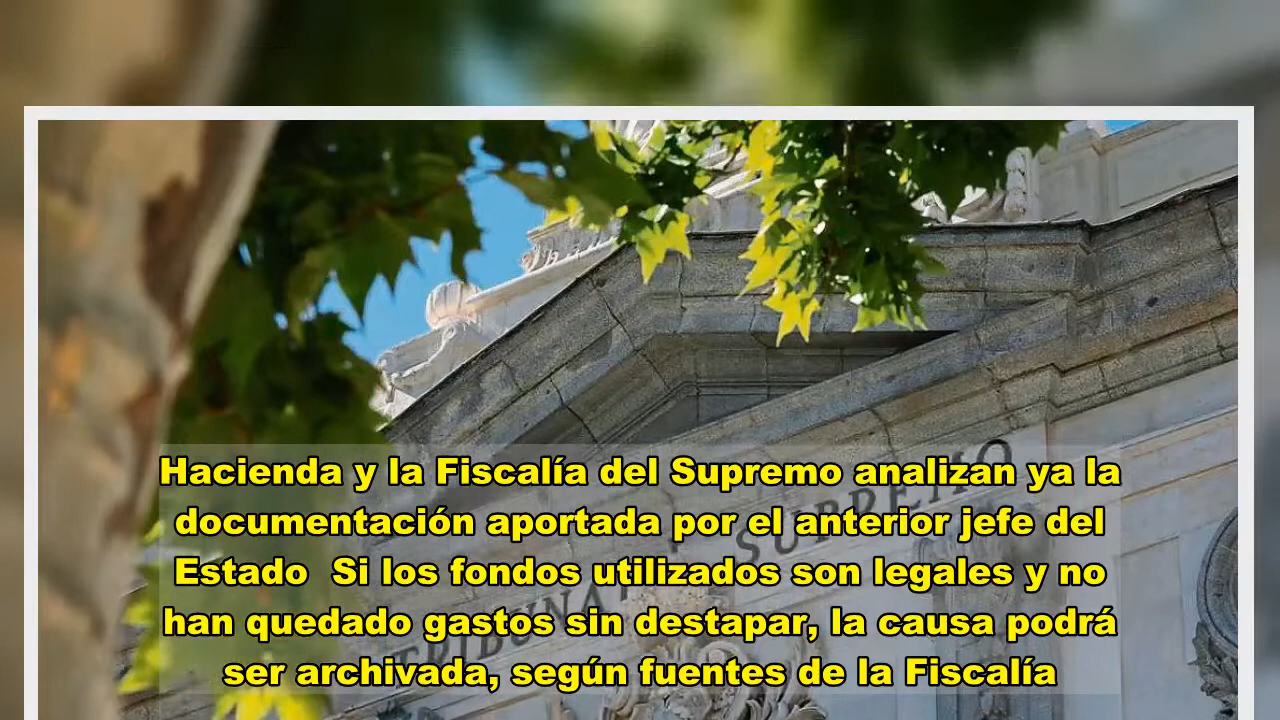 Hacienda y la Fiscalía del Supremo analizan ya la
documentación aportada por el anterior jefe del
Estado  Si los fondos utilizados son legales y no
han quedado gastos sin destapar, la causa podrá
ser archivada, según fuentes de la Fiscalía
TRIBUNAL SUPREMO